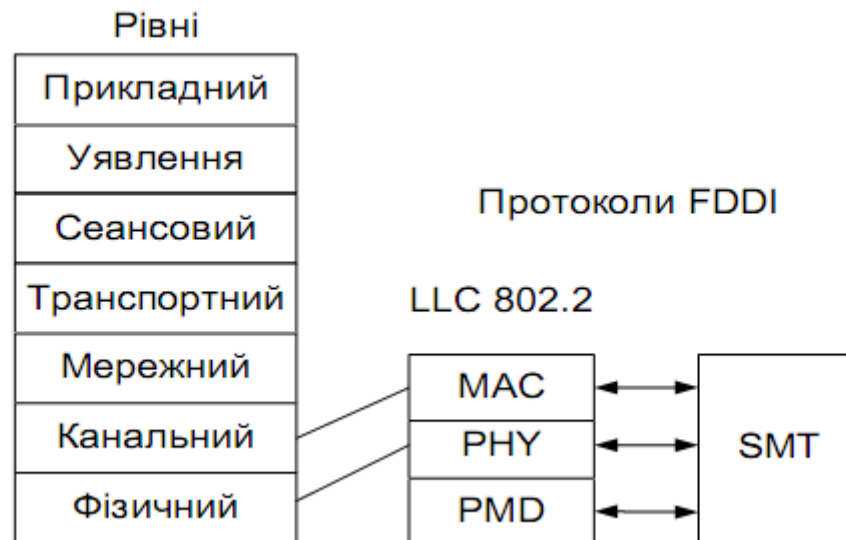 Рівні
Прикладний
Уявлення
Сеансовий
Транспортний
Мережний
Канальний
Фізичний
Протоколи FDDI
LLC 802.2
MAC
PHY
PMD
SMT